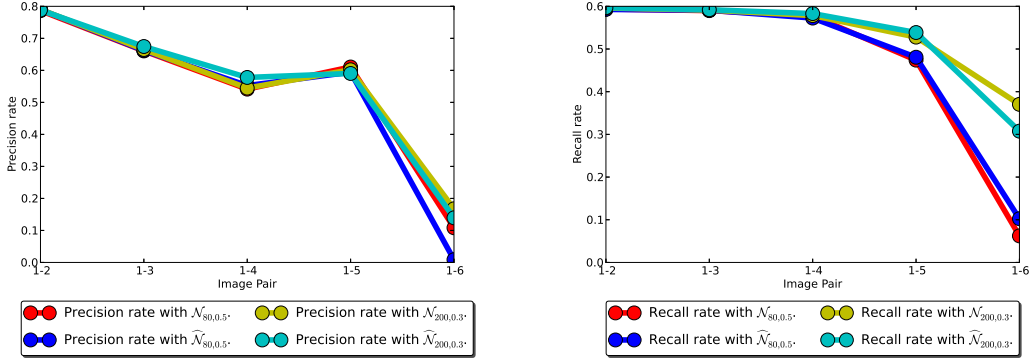 0.8
0.7
0.6
0.5
0.4
0.3
0.2
0.1
0.0
Precision rate
1-2 1-3 1-4 1-5 1-6
Image Pair
Precision rate with 𝒩80,0.5. Precision rate with 𝒩200,0.3.
Precision rate with 𝒩̂80,0.5. Precision rate with 𝒩̂200,0.3.
0.6
0.5
0.4
0.3
0.2
0.1
0.0
Recall rate
1-2 1-3 1-4 1-5 1-6
Image Pair
Recall rate with 𝒩80,0.5. Recall rate with 𝒩200,0.3.
Recall rate with 𝒩̂80,0.5. Recall rate with 𝒩̂200,0.3.